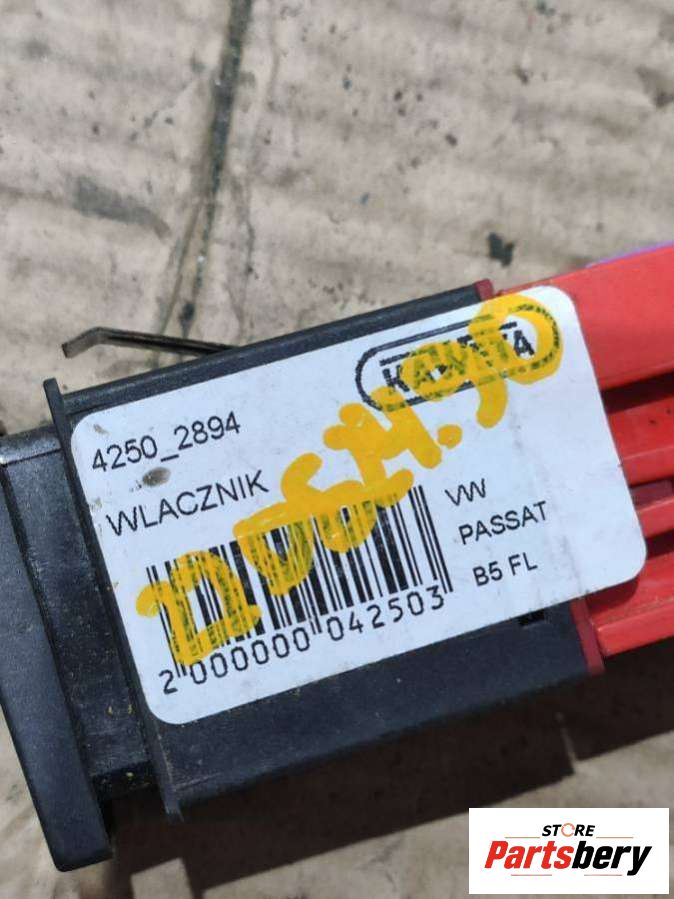 4250_2894
WLACZNIK
VW
PASSAT
B5 FL
2 000000 042503
STORE
Partsbery